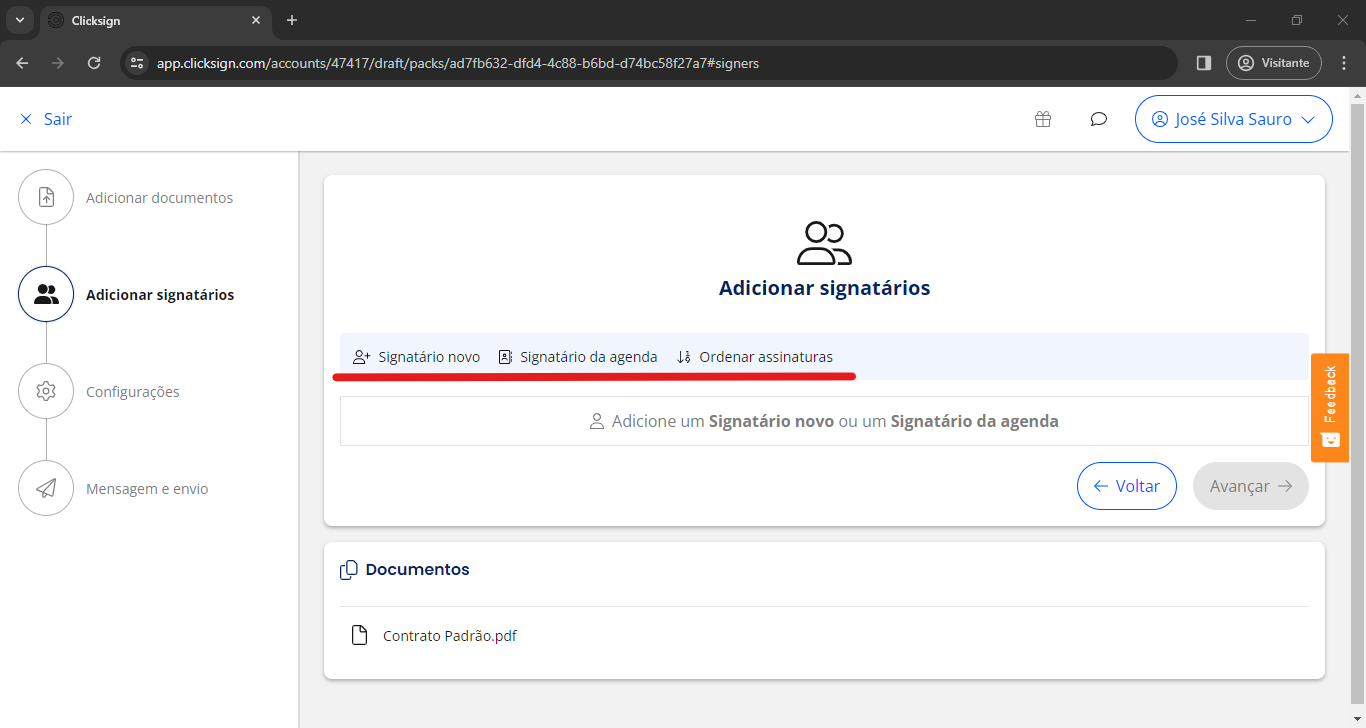 Clicksign
app.clicksign.com/accounts/47417/draft/packs/ad7fb632-dfd4-4c88-b6bd-d74bc58f27a7#signers
Visitante
Sair
José Silva Sauro
Adicionar documentos
Adicionar signatários
Configurações
Mensagem e envio
Adicionar signatários
Signatário novo Signatário da agenda Ordenar assinaturas
Adicione um Signatário novo ou um Signatário da agenda
Voltar Avançar
Feedback
Documentos
Contrato Padrão.pdf